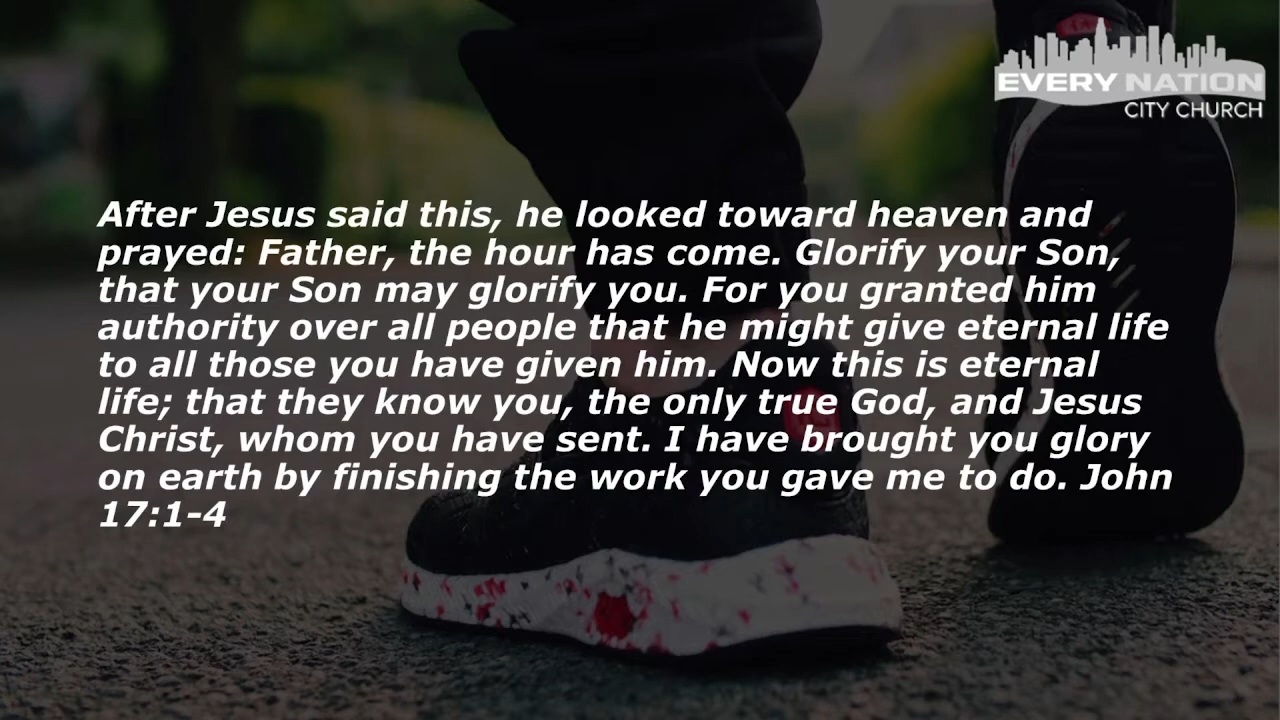 EVERY NATION
CITY CHURCH
After Jesus said this, he looked toward heaven and
prayed: Father, the hour has come. Glorify your Son,
that your Son may glorify you. For you granted him
authority over all people that he might give eternal life
to all those you have given him. Now this is eternal
life; that they know you, the only true God, and Jesus
Christ, whom you have sent. I have brought you glory
on earth by finishing the work you gave me to do. John
17:1-4